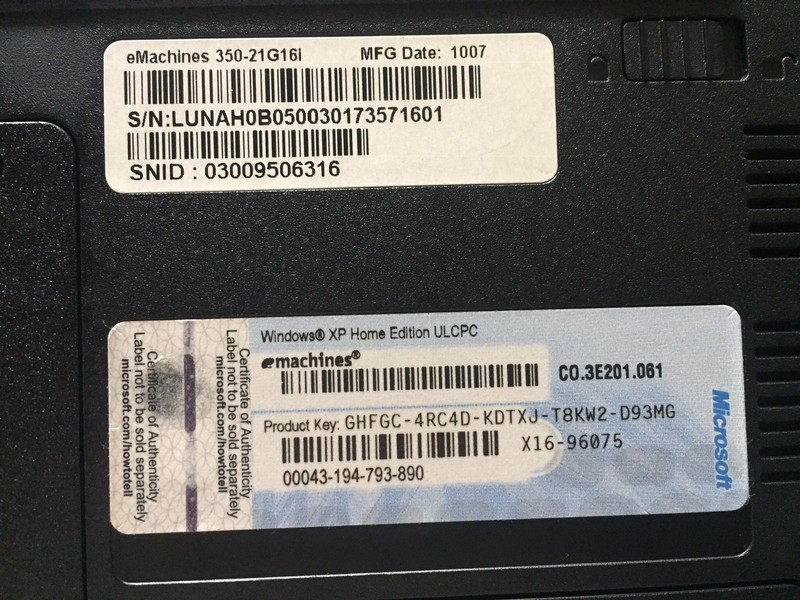 eMachines 350-21G16i MFG Date: 1007
S/N:LUNAH0B050030173571601
SNID : 03009506316
Windows® XP Home Edition ULCPC
emachines®
CO.3E201.061
Product Key: GHFGC-4RC4D-KDTXJ-T8KW2-D93MG
X16-96075
00043-194-793-890
Microsoft
Certificate of Authenticity
Label not to be sold separately
microsoft.com/howtotell
Certificate of Authenticity
Label not to be sold separately
microsoft.com/howtotell